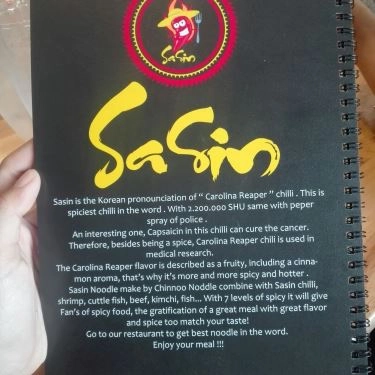 SaSin
SaSin
Sasin is the Korean pronounciation of " Carolina Reaper " chilli . This is
spiciest chilli in the word . With 2.200.000 SHU same with peper
spray of police .
An interesting one, Capsaicin in this chilli can cure the cancer.
Therefore, besides being a spice, Carolina Reaper chili is used in
medical research.
The Carolina Reaper flavor is described as a fruity, including a cinna-
mon aroma, that's why it's more and more spicy and hotter .
Sasin Noodle make by Chinnoo Noddle combine with Sasin chilli,
shrimp, cuttle fish, beef, kimchi, fish... With 7 levels of spicy it will give
Fan's of spicy food, the gratification of a great meal with great flavor
and spice too match your taste!
Go to our restaurant to get best noodle in the word.
Enjoy your meal !!!